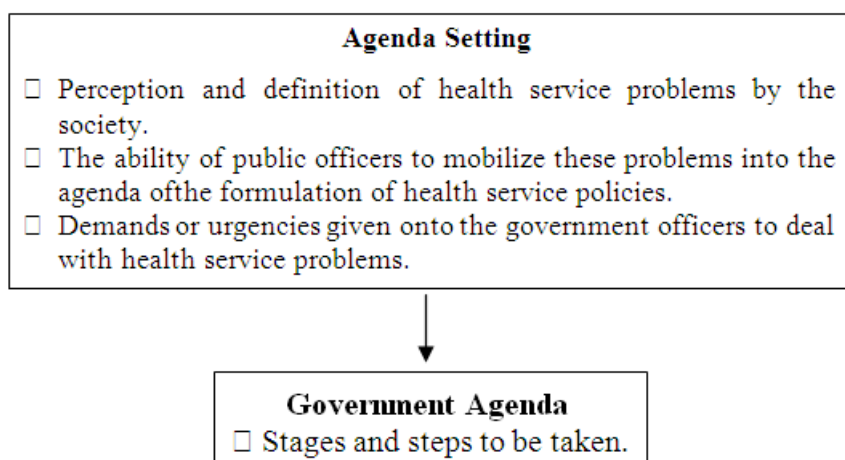 Agenda Setting
□ Perception and definition of health service problems by the
society.
□ The ability of public officers to mobilize these problems into the
agenda ofthe formulation of health service policies.
□ Demands or urgencies given onto the government officers to deal
with health service problems.
Government Agenda
□ Stages and steps to be taken.